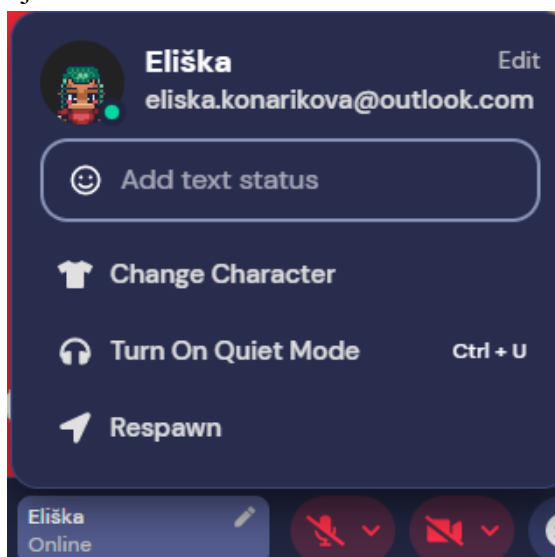 Eliška
Edit
eliska.konarikova@outlook.com
Add text status
Change Character
Turn On Quiet Mode
Ctrl + U
Respawn
Eliška
Online